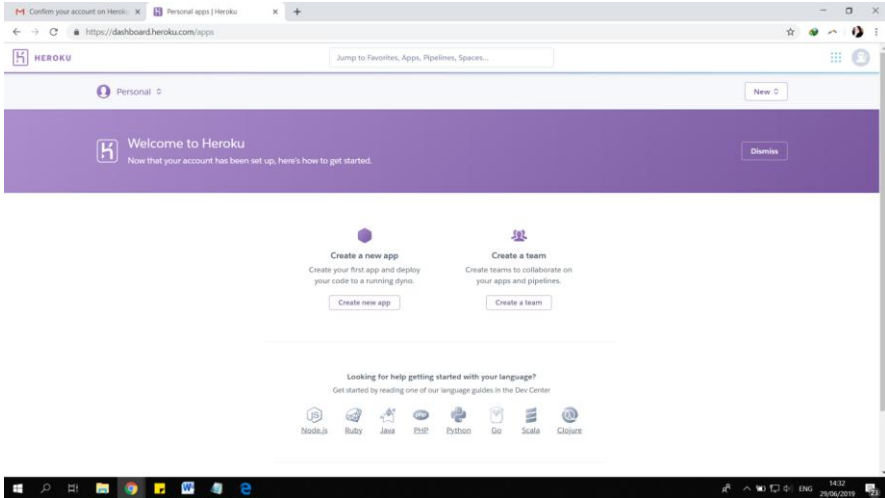 Confirm your account on Heroku
Personal apps | Heroku
https://dashboard.heroku.com/apps
HEROKU
Jump to Favorites, Apps, Pipelines, Spaces...
Personal
New
Welcome to Heroku
Now that your account has been set up, here's how to get started.
Dismiss
Create a new app
Create your first app and deploy
your code to a running dyno.
Create new app
Create a team
Create teams to collaborate on
your apps and pipelines.
Create a team
Looking for help getting started with your language?
Get started by reading one of our language guides in the Dev Center
Node.js
Ruby
Java
PHP
Python
Go
Scala
Clojure
ENG
14:32
29/06/2019